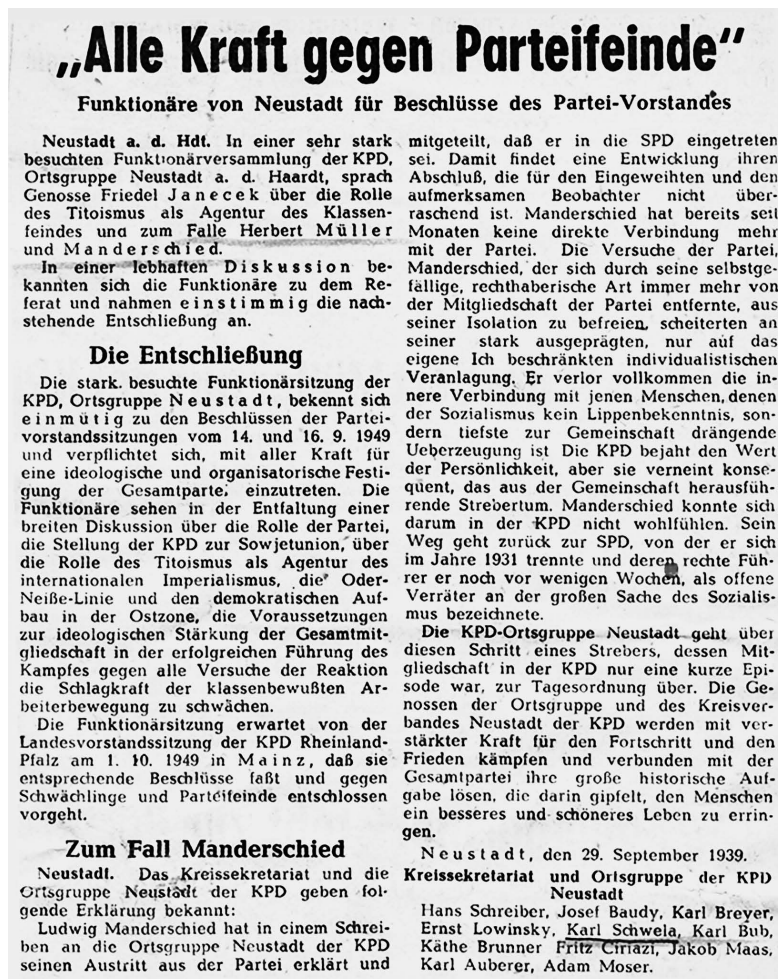 „Alle Kraft gegen Parteifeinde“
Funktionäre von Neustadt für Beschlüsse des Partei-Vorstandes
Neustadt a. d. Hdt. In einer sehr stark
besuchten Funktionärversammlung der KPD,
Ortsgruppe Neustadt a. d. Haardt, sprach
Genosse Friedel Janecek über die Rolle
des Titoismus als Agentur des Klassen-
feindes und zum Falle Herbert Müller
und Manderschied.
In einer lebhaften Diskussion be-
kannten sich die Funktionäre zu dem Re-
ferat und nahmen einstimmig die nach-
stehende Entschließung an.
Die Entschließung
Die stark. besuchte Funktionärsitzung der
KPD, Ortsgruppe Neustadt, bekennt sich
einmütig zu den Beschlüssen der Partei-
vorstandssitzungen vom 14. und 16. 9. 1949
und verpflichtet sich, mit aller Kraft für
eine ideologische und organisatorische Festi-
gung der Gesamtpartei einzutreten. Die
Funktionäre sehen in der Entfaltung einer
breiten Diskussion über die Rolle der Partei,
die Stellung der KPD zur Sowjetunion, über
die Rolle des Titoismus als Agentur des
internationalen Imperialismus, die Oder-
Neiße-Linie und den demokratischen Auf-
bau in der Ostzone, die Voraussetzungen
zur ideologischen Stärkung der Gesamtmit-
gliedschaft in der erfolgreichen Führung des
Kampfes gegen alle Versuche der Reaktion
die Schlagkraft der klassenbewußten Ar-
beiterbewegung zu schwächen.
Die Funktionärsitzung erwartet von der
Landesvorstandssitzung der KPD Rheinland-
Pfalz am 1. 10. 1949 in Mainz, daß sie
entsprechende Beschlüsse faßt und gegen
Schwächlinge und Parteifeinde entschlossen
vorgeht.
Zum Fall Manderschied
Neustadt. Das Kreissekretariat und die
Ortsgruppe Neustadt der KPD geben fol-
gende Erklärung bekannt:
Ludwig Manderschied hat in einem Schrei-
ben an die Ortsgruppe Neustadt der KPD
seinen Austritt aus der Partei erklärt und
mitgeteilt, daß er in die SPD eingetreten
sei. Damit findet eine Entwicklung ihren
Abschluß, die für den Eingeweihten und den
aufmerksamen Beobachter nicht über-
raschend ist. Manderschied hat bereits seit
Monaten keine direkte Verbindung mehr
mit der Partei. Die Versuche der Partei,
Manderschied, der sich durch seine selbstge-
fällige, rechthaberische Art immer mehr von
der Mitgliedschaft der Partei entfernte, aus
seiner Isolation zu befreien, scheiterten an
seiner stark ausgeprägten, nur auf das
eigene Ich beschränkten individualistischen
Veranlagung. Er verlor vollkommen die in-
nere Verbindung mit jenen Menschen, denen
der Sozialismus kein Lippenbekenntnis, son-
dern tiefste zur Gemeinschaft drängende
Ueberzeugung ist Die KPD bejaht den Wert
der Persönlichkeit, aber sie verneint konse-
quent, das aus der Gemeinschaft herausfüh-
rende Strebertum. Manderschied konnte sich
darum in der KPD nicht wohlfühlen. Sein
Weg geht zurück zur SPD, von der er sich
im Jahre 1931 trennte und deren rechte Füh-
rer er noch vor wenigen Wochen, als offene
Verräter an der großen Sache des Sozialis-
mus bezeichnete.
Die KPD-Ortsgruppe Neustadt geht über
diesen Schritt eines Strebers, dessen Mit-
gliedschaft in der KPD nur eine kurze Epi-
sode war, zur Tagesordnung über. Die Ge-
nossen der Ortsgruppe und des Kreisver-
bandes Neustadt der KPD werden mit ver-
stärkter Kraft für den Fortschritt und den
Frieden kämpfen und verbunden mit der
Gesamtpartei ihre große historische Auf-
gabe lösen, die darin gipfelt, den Menschen
ein besseres und schöneres Leben zu errin-
gen.
Neustadt, den 29. September 1939.
Kreissekretariat und Ortsgruppe der KPD
Neustadt
Hans Schreiber, Josef Baudy, Karl Breyer,
Ernst Lowinsky, Karl Schwela, Karl Bub,
Käthe Brunner Fritz Ciriazi, Jakob Maas,
Karl Auberer, Adam Moser.